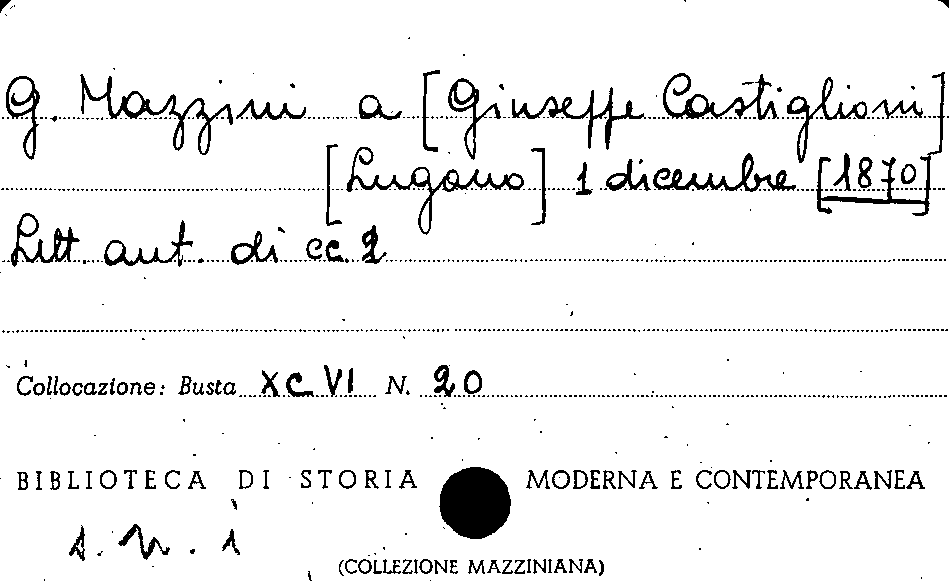 G. Mazzini a [Giuseppe Castiglioni]
[Lugano] 1 dicembre [1870]
Lett. aut. di cc. 2
Collocazione: Busta XCVI N. 20
BIBLIOTECA DI STORIA MODERNA E CONTEMPORANEA
s. n. i
(COLLEZIONE MAZZINIANA)